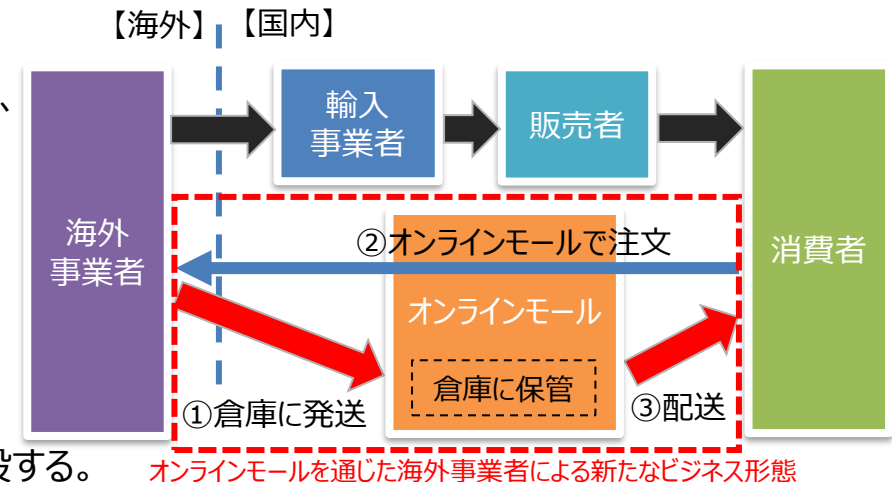 【海外】
【国内】
、
輸入
事業者
販売者
海外
事業者
②オンラインモールで注文
消費者
オンラインモール
倉庫に保管
①倉庫に発送
③配送
する。
オンラインモールを通じた海外事業者による新たなビジネス形態